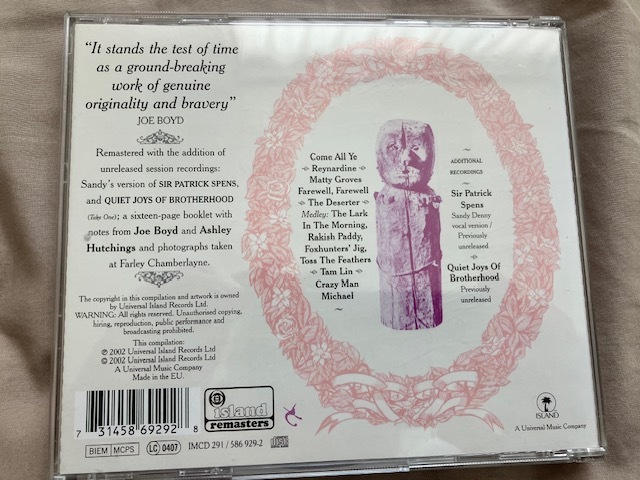 “It stands the test of time
as a ground-breaking
work of genuine
originality and bravery”
JOE BOYD
Remastered with the addition of
unreleased session recordings:
Sandy's version of SIR PATRICK SPENS,
and QUIET JOYS OF BROTHERHOOD
(Take One); a sixteen-page booklet with
notes from Joe Boyd and Ashley
Hutchings and photographs taken
at Farley Chamberlayne.
The copyright in this compilation and artwork is owned
by Universal Island Records Ltd
WARNING: All rights reserved. Unauthorised copying,
hiring, reproduction, public performance and
broadcasting prohibited.
This compilation:
℗ 2002 Universal Island Records Ltd
© 2002 Universal Island Records Ltd
A Universal Music Company
Made in the EU.
Come All Ye
Reynardine
Matty Groves
Farewell, Farewell
The Deserter
Medley: The Lark
In The Morning,
Rakish Paddy,
Foxhunters' Jig,
Toss The Feathers
Tam Lin
Crazy Man
Michael
ADDITIONAL
RECORDINGS
Sir Patrick
Spens
Sandy Denny
vocal version /
Previously
unreleased
Quiet Joys Of
Brotherhood
Previously
unreleased
7 31458 69292 8
island
remasters
BIEM MCPS LC 0407 IMCD 291 / 586 929-2
ISLAND
A Universal Music Company